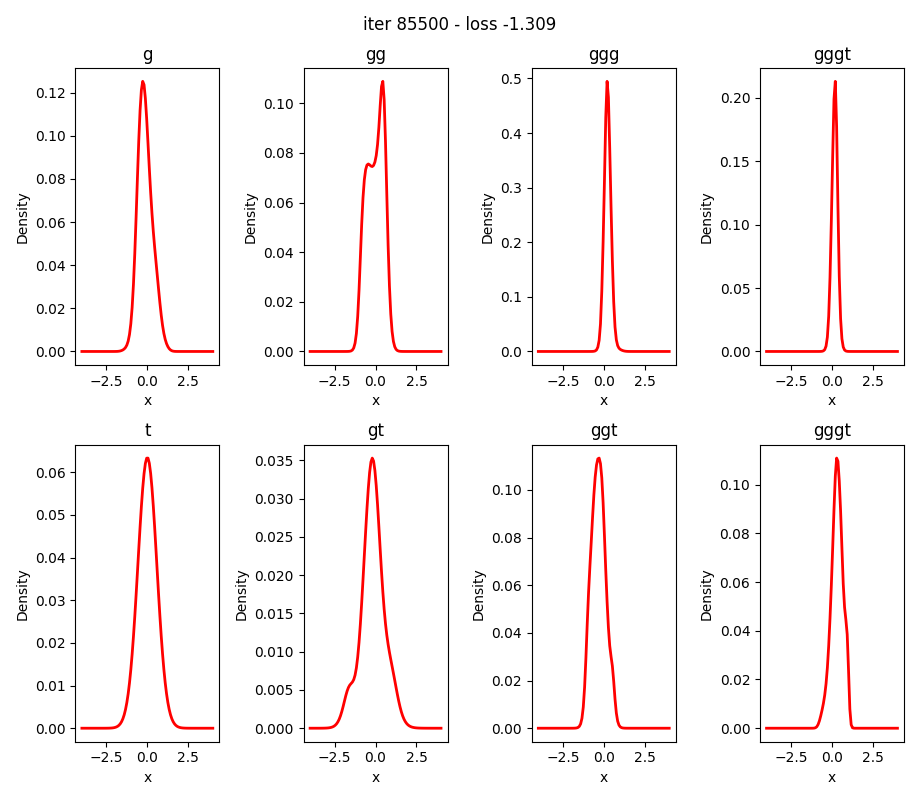 iter 85500 - loss -1.309
g
gg
ggg
gggt
0.12
0.10
0.08
0.06
0.04
0.02
0.00
Density
−2.5 0.0 2.5
x
0.10
0.08
0.06
0.04
0.02
0.00
Density
−2.5 0.0 2.5
x
0.5
0.4
0.3
0.2
0.1
0.0
Density
−2.5 0.0 2.5
x
0.20
0.15
0.10
0.05
0.00
Density
−2.5 0.0 2.5
x
t
gt
ggt
gggt
0.06
0.05
0.04
0.03
0.02
0.01
0.00
Density
−2.5 0.0 2.5
x
0.035
0.030
0.025
0.020
0.015
0.010
0.005
0.000
Density
−2.5 0.0 2.5
x
0.10
0.08
0.06
0.04
0.02
0.00
Density
−2.5 0.0 2.5
x
0.10
0.08
0.06
0.04
0.02
0.00
Density
−2.5 0.0 2.5
x